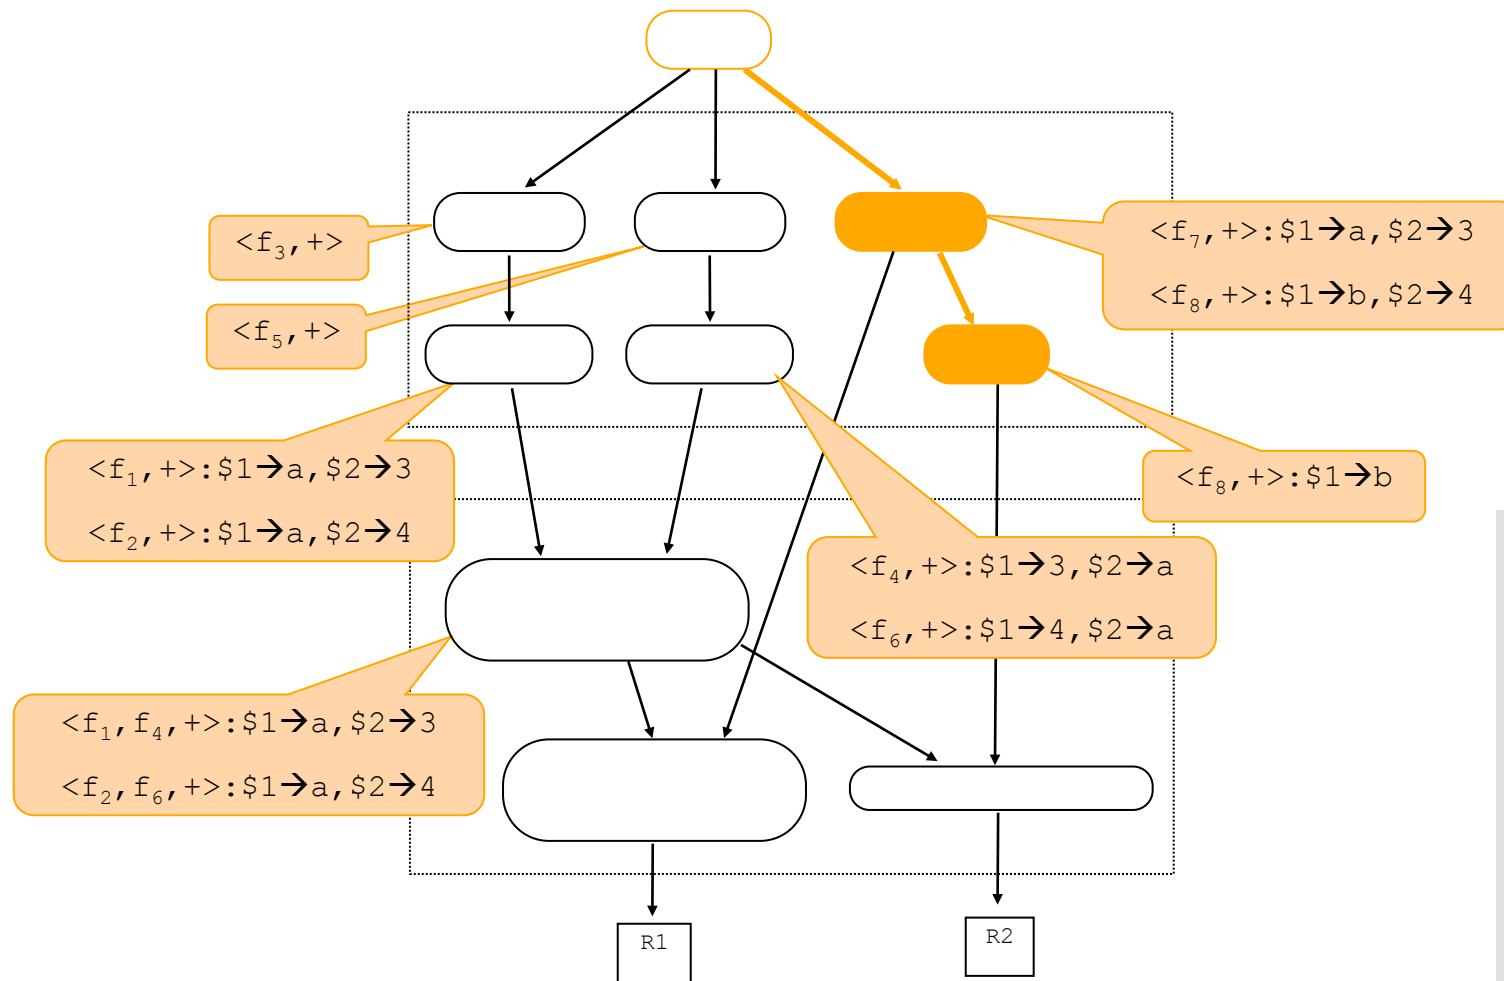 <f₇,+>:$1→a,$2→3
<f₈,+>:$1→b,$2→4
<f₃,+>
<f₅,+>
<f₁,+>:$1→a,$2→3
<f₂,+>:$1→a,$2→4
<f₈,+>:$1→b
<f₄,+>:$1→3,$2→a
<f₆,+>:$1→4,$2→a
<f₁,f₄,+>:$1→a,$2→3
<f₂,f₆,+>:$1→a,$2→4
R1
R2